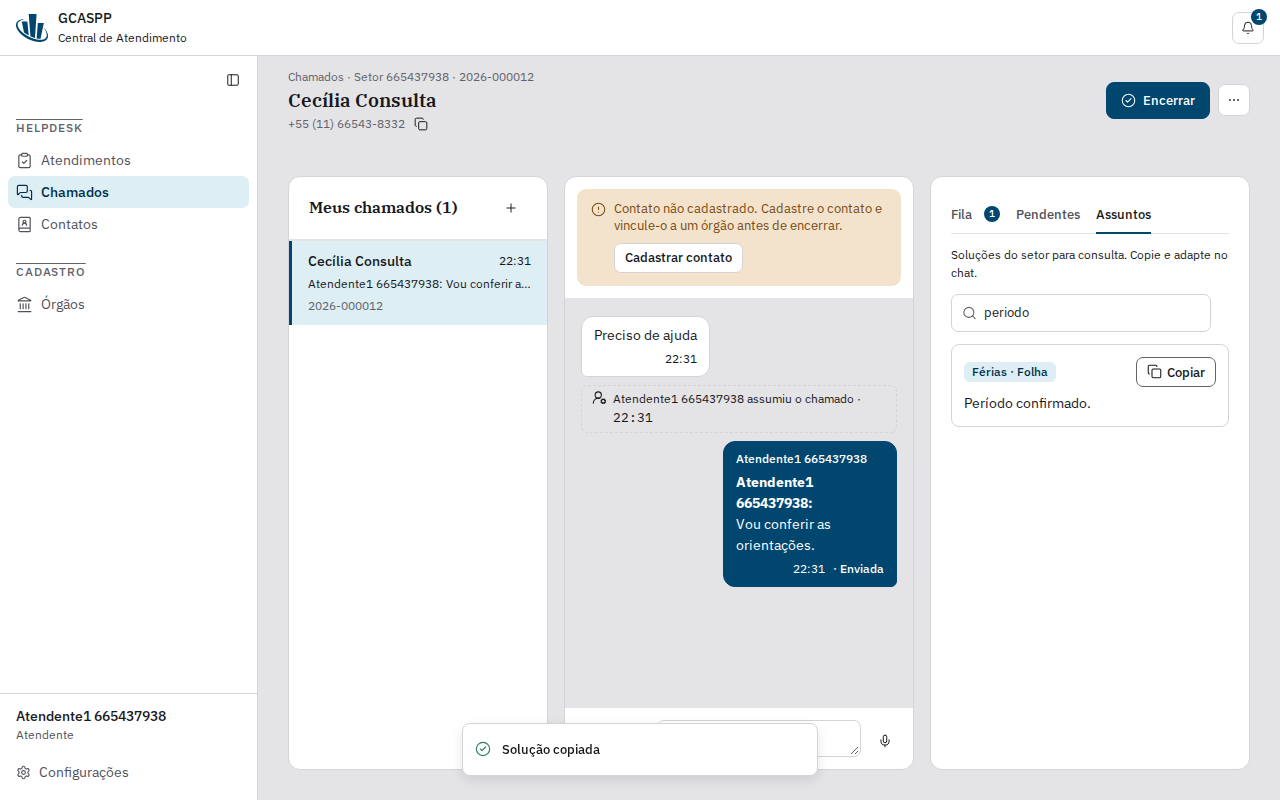 GCASPP
Central de Atendimento
1
HELPDESK
Atendimentos
Chamados
Contatos
CADASTRO
Órgãos
Atendente1 665437938
Atendente
Configurações
Chamados · Setor 665437938 · 2026-000012
Cecília Consulta
+55 (11) 66543-8332
Encerrar
Meus chamados (1)
Cecília Consulta 22:31
Atendente1 665437938: Vou conferir a...
2026-000012
Contato não cadastrado. Cadastre o contato e
vincule-o a um órgão antes de encerrar.
Cadastrar contato
Preciso de ajuda
22:31
Atendente1 665437938 assumiu o chamado ·
22:31
Atendente1 665437938
Atendente1
665437938:
Vou conferir as
orientações.
22:31 · Enviada
Solução copiada
Fila 1 Pendentes Assuntos
Soluções do setor para consulta. Copie e adapte no
chat.
periodo
Férias · Folha
Copiar
Período confirmado.